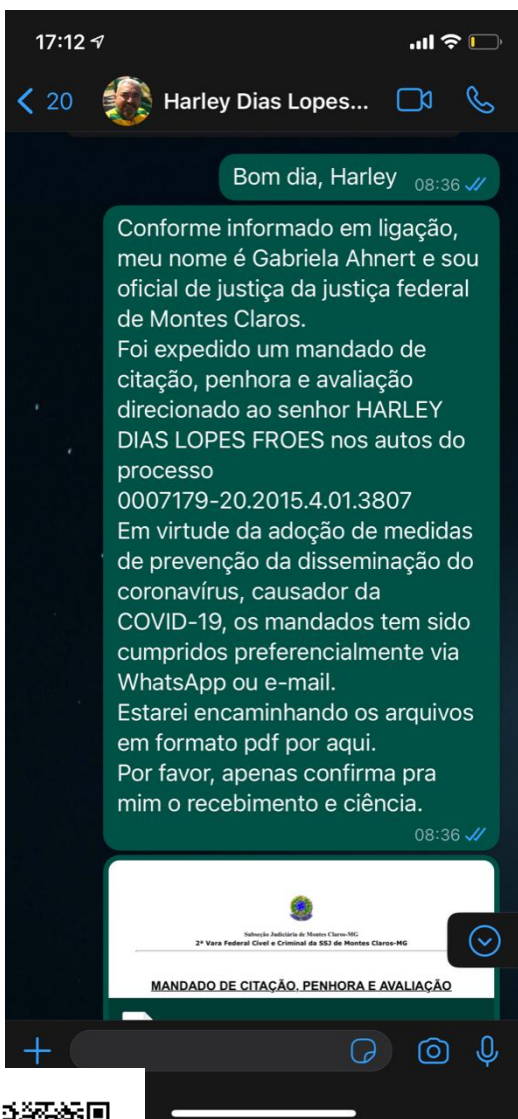 17:12
20
Harley Dias Lopes...
Bom dia, Harley 08:36
Conforme informado em ligação,
meu nome é Gabriela Ahnert e sou
oficial de justiça da justiça federal
de Montes Claros.
Foi expedido um mandado de
citação, penhora e avaliação
direcionado ao senhor HARLEY
DIAS LOPES FROES nos autos do
processo
0007179-20.2015.4.01.3807
Em virtude da adoção de medidas
de prevenção da disseminação do
coronavírus, causador da
COVID-19, os mandados tem sido
cumpridos preferencialmente via
WhatsApp ou e-mail.
Estarei encaminhando os arquivos
em formato pdf por aqui.
Por favor, apenas confirma pra
mim o recebimento e ciência.
08:36
Subseção Judiciária de Montes Claros-MG
2ª Vara Federal Cível e Criminal da SSJ de Montes Claros-MG
MANDADO DE CITAÇÃO, PENHORA E AVALIAÇÃO